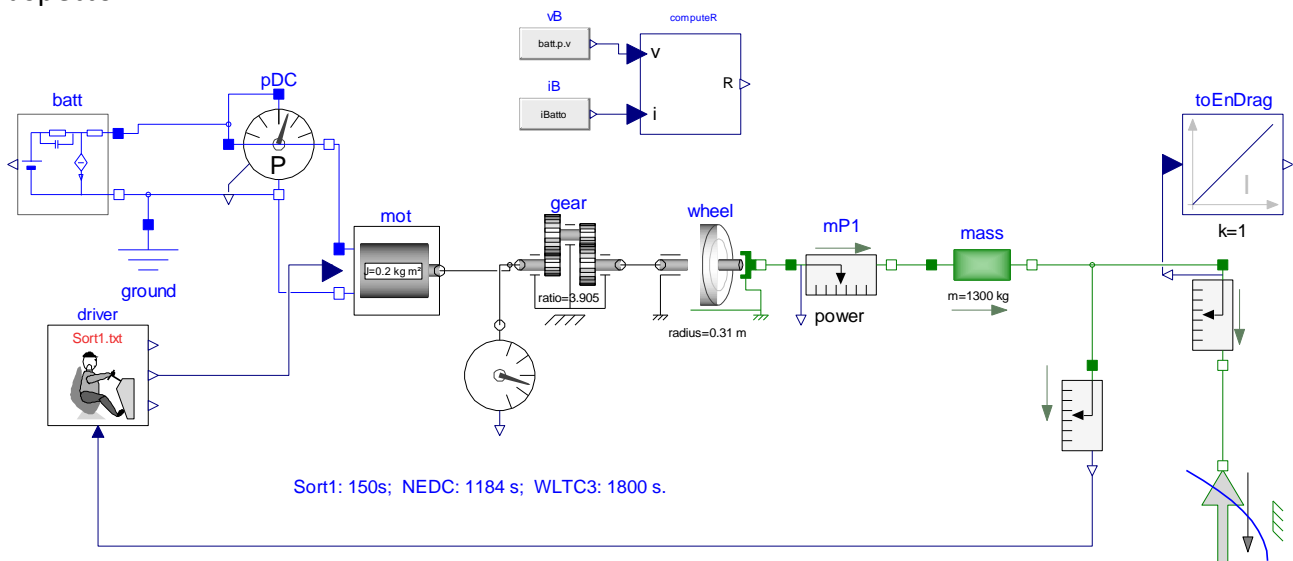 vB
computeR
batt.p.v
v
R
iB
iBatto
i
pDC
batt
P
toEnDrag
I
k=1
mot
gear
wheel
mP1
mass
J=0.2 kg m²
ratio=3.905
m=1300 kg
ground
radius=0.31 m
power
driver
Sort1.txt
Sort1: 150s; NEDC: 1184 s; WLTC3: 1800 s.